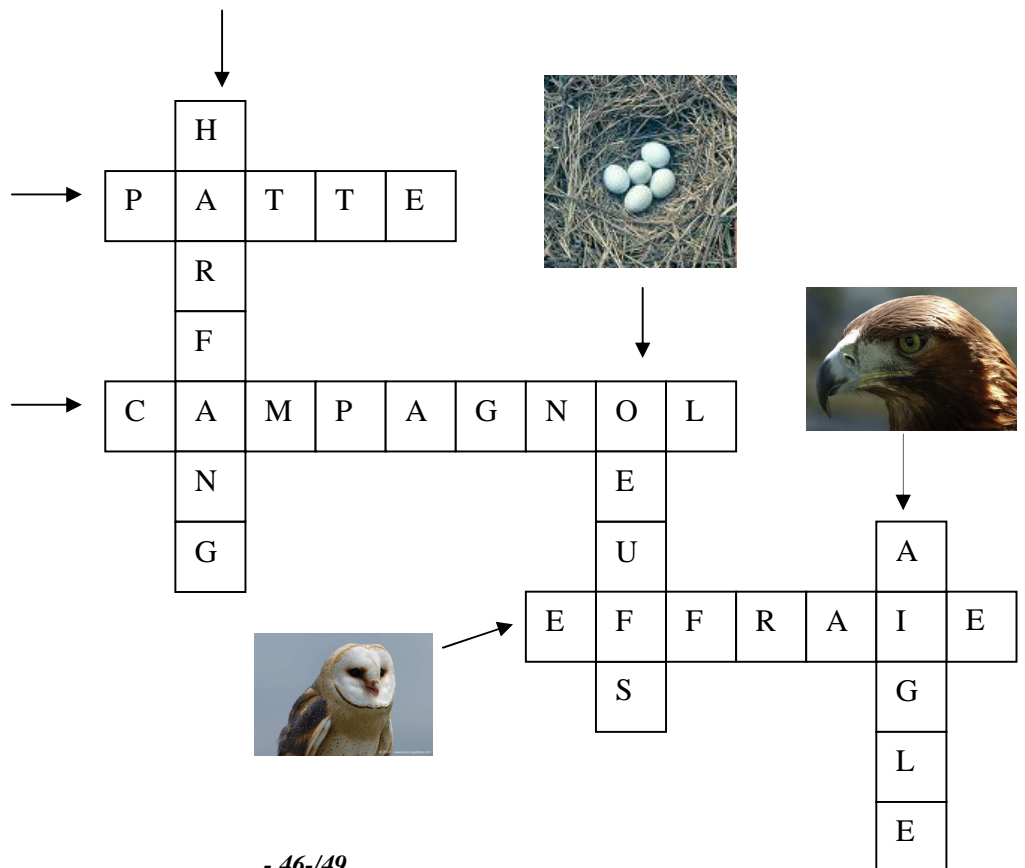 H
P A T T E
R
F
C A M P A G N O L
N E
G U A
E F F R A I E
S G
L
E
- 46-/49